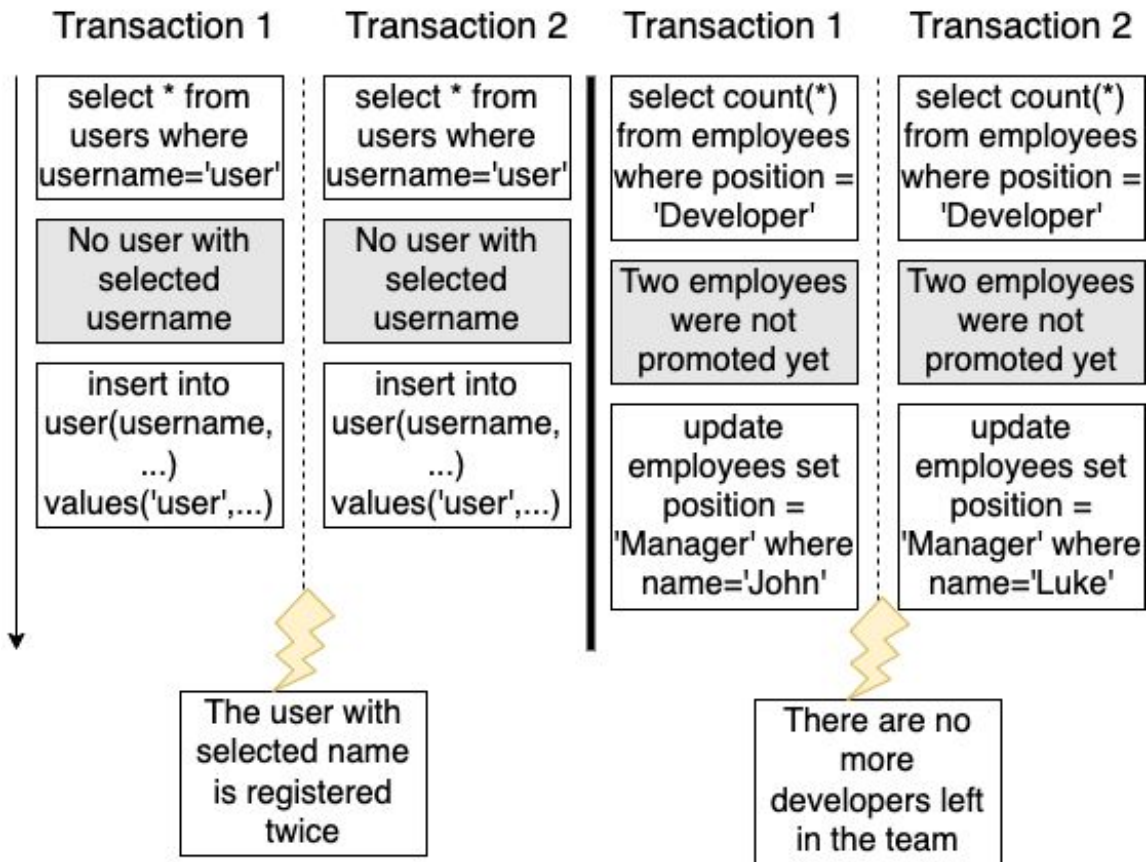 Transaction 1
Transaction 2
Transaction 1
Transaction 2
select * from
users where
username='user'
No user with
selected
username
insert into
user(username,
...)
values('user',...)
select * from
users where
username='user'
No user with
selected
username
insert into
user(username,
...)
values('user',...)
The user with
selected name
is registered
twice
select count(*)
from employees
where position =
'Developer'
Two employees
were not
promoted yet
update
employees set
position =
'Manager' where
name='John'
select count(*)
from employees
where position =
'Developer'
Two employees
were not
promoted yet
update
employees set
position =
'Manager' where
name='Luke'
There are no
more
developers left
in the team